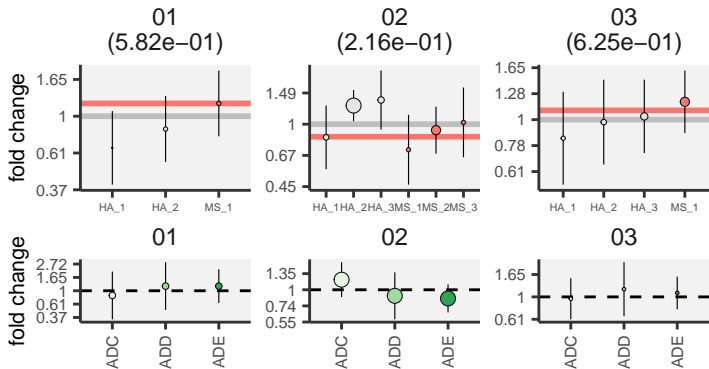 01 02 03
(5.82e−01) (2.16e−01) (6.25e−01)
fold change
1.65
1
0.61
0.37
HA_1 HA_2 MS_1
1.49
1
0.67
0.45
HA_1 HA_2 HA_3 MS_1 MS_2 MS_3
1.65
1.28
1
0.78
0.61
HA_1 HA_2 HA_3 MS_1
01 02 03
fold change
2.72
1.65
1
0.61
0.37
ADC ADD ADE
1.35
1
0.74
0.55
ADC ADD ADE
1.65
1
0.61
ADC ADD ADE